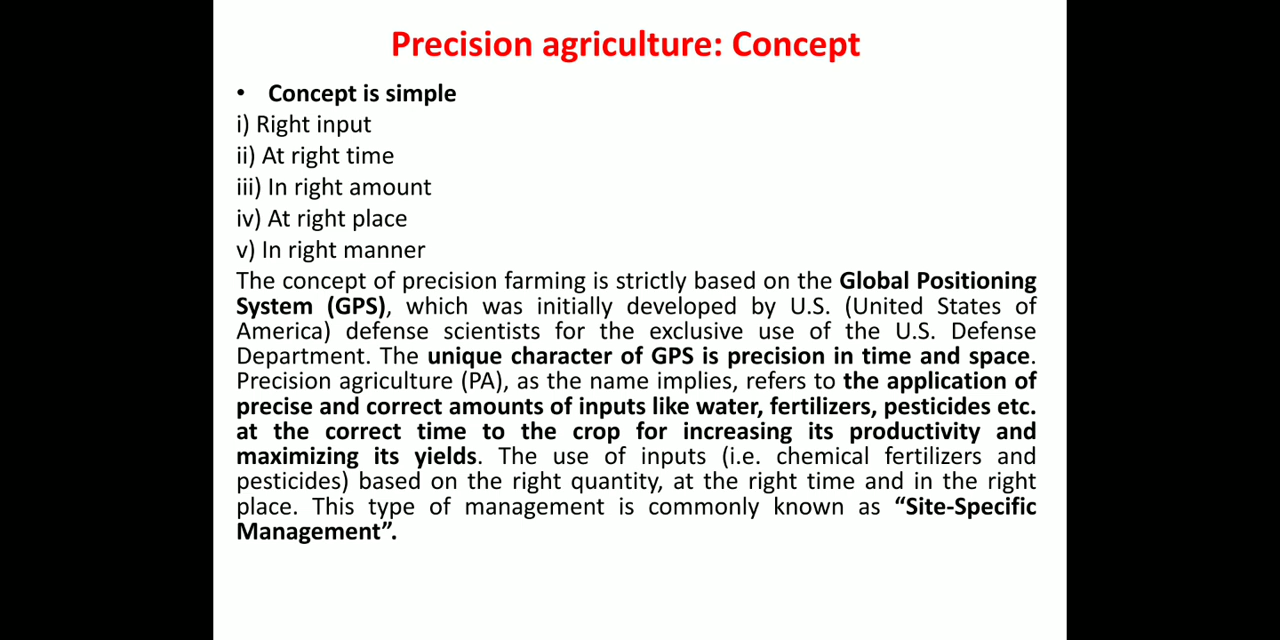 Precision agriculture: Concept
• Concept is simple
i) Right input
ii) At right time
iii) In right amount
iv) At right place
v) In right manner
The concept of precision farming is strictly based on the Global Positioning
System (GPS), which was initially developed by U.S. (United States of
America) defense scientists for the exclusive use of the U.S. Defense
Department. The unique character of GPS is precision in time and space.
Precision agriculture (PA), as the name implies, refers to the application of
precise and correct amounts of inputs like water, fertilizers, pesticides etc.
at the correct time to the crop for increasing its productivity and
maximizing its yields. The use of inputs (i.e. chemical fertilizers and
pesticides) based on the right quantity, at the right time and in the right
place. This type of management is commonly known as “Site-Specific
Management”.